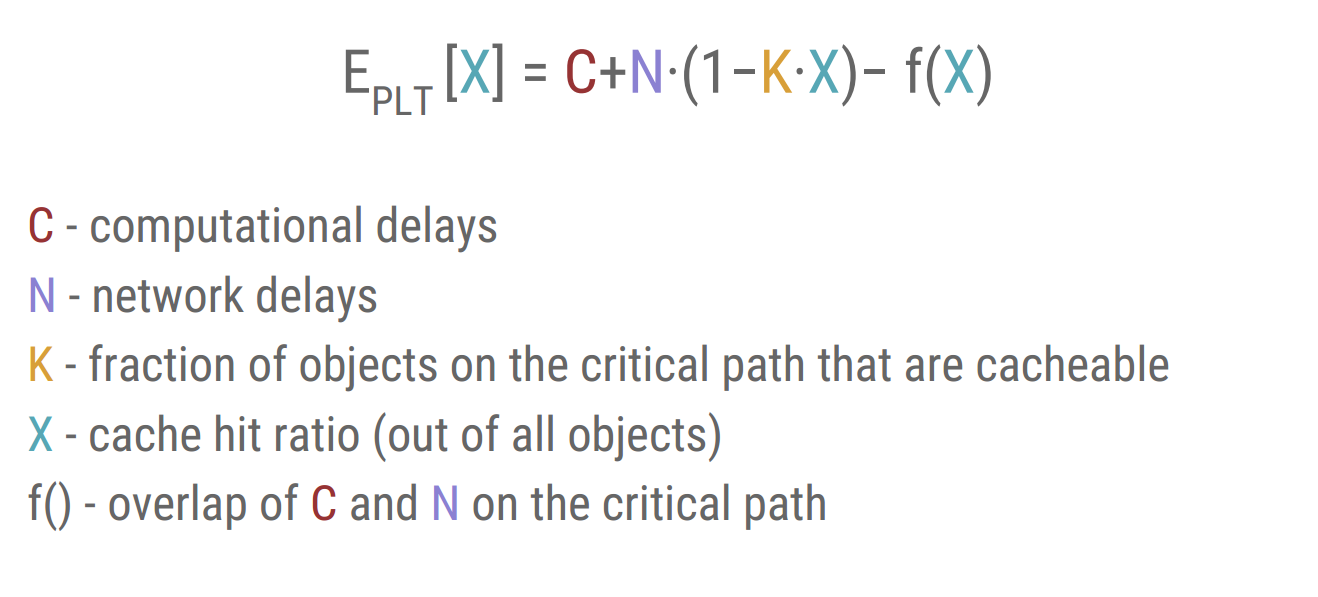 E_PLT [X] = C+N·(1−K·X)− f(X)
C - computational delays
N - network delays
K - fraction of objects on the critical path that are cacheable
X - cache hit ratio (out of all objects)
f() - overlap of C and N on the critical path